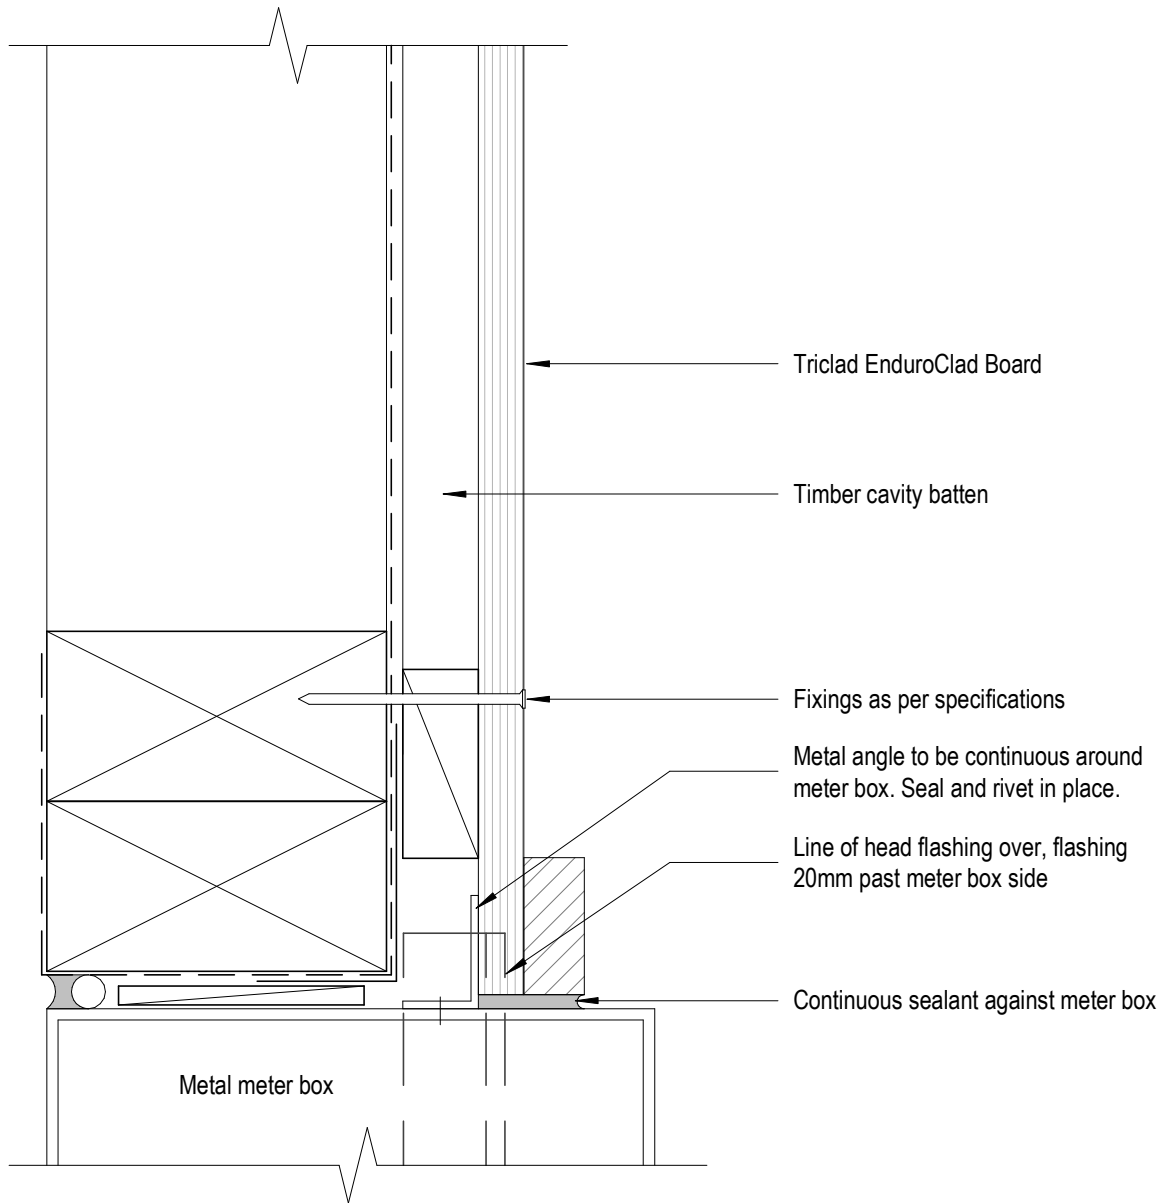 Triclad EnduroClad Board
Timber cavity batten
Fixings as per specifications
Metal angle to be continuous around
meter box. Seal and rivet in place.
Line of head flashing over, flashing
20mm past meter box side
Continuous sealant against meter box
Metal meter box